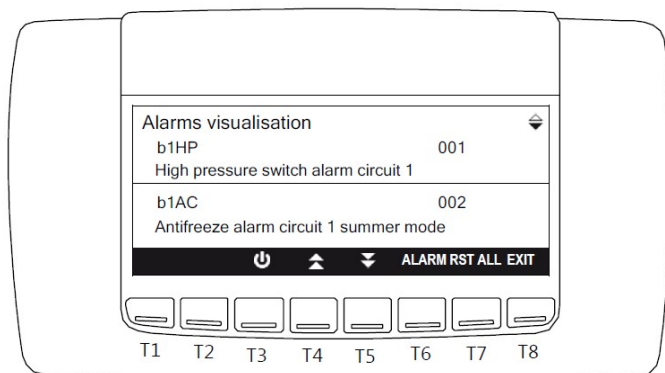 Alarms visualisation
b1HP 001
High pressure switch alarm circuit 1
b1AC 002
Antifreeze alarm circuit 1 summer mode
ALARM RST ALL EXIT
T1 T2 T3 T4 T5 T6 T7 T8